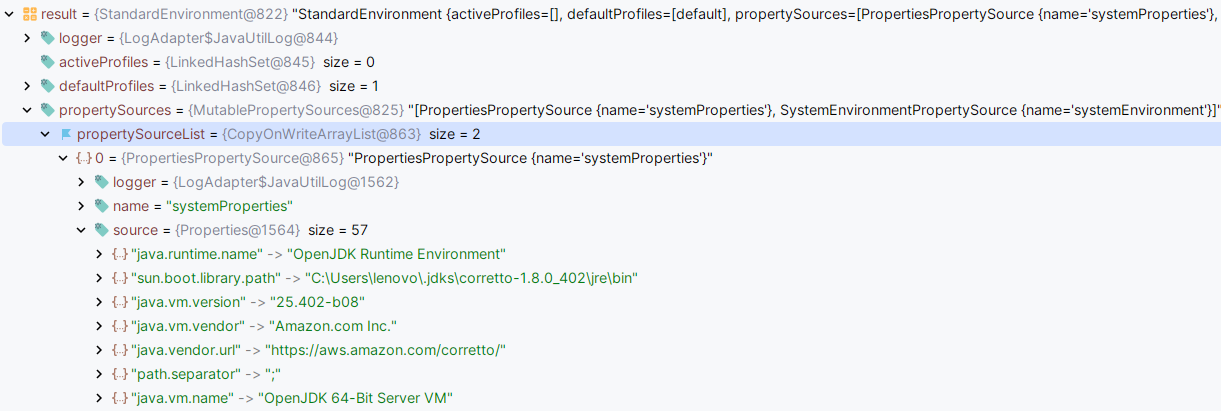 result = {StandardEnvironment@822} "StandardEnvironment {activeProfiles=[], defaultProfiles=[default], propertySources=[PropertiesPropertySource {name='systemProperties'},
logger = {LogAdapter$JavaUtilLog@844}
activeProfiles = {LinkedHashSet@845} size = 0
defaultProfiles = {LinkedHashSet@846} size = 1
propertySources = {MutablePropertySources@825} "[PropertiesPropertySource {name='systemProperties'}, SystemEnvironmentPropertySource {name='systemEnvironment'}]"
propertySourceList = {CopyOnWriteArrayList@863} size = 2
{..} 0 = {PropertiesPropertySource@865} "PropertiesPropertySource {name='systemProperties'}"
logger = {LogAdapter$JavaUtilLog@1562}
name = "systemProperties"
source = {Properties@1564} size = 57
{..} "java.runtime.name" -> "OpenJDK Runtime Environment"
{..} "sun.boot.library.path" -> "C:\Users\lenovo\.jdks\corretto-1.8.0_402\jre\bin"
{..} "java.vm.version" -> "25.402-b08"
{..} "java.vm.vendor" -> "Amazon.com Inc."
{..} "java.vendor.url" -> "https://aws.amazon.com/corretto/"
{..} "path.separator" -> ";"
{..} "java.vm.name" -> "OpenJDK 64-Bit Server VM"